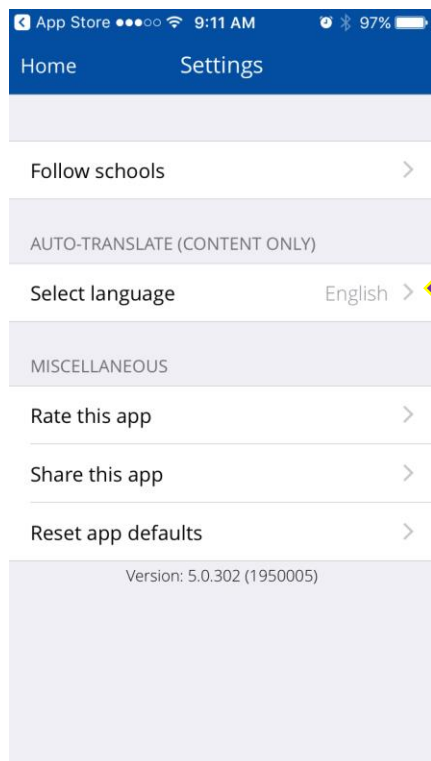 App Store 9:11 AM 97%
Home Settings
Follow schools
AUTO-TRANSLATE (CONTENT ONLY)
Select language English
MISCELLANEOUS
Rate this app
Share this app
Reset app defaults
Version: 5.0.302 (1950005)